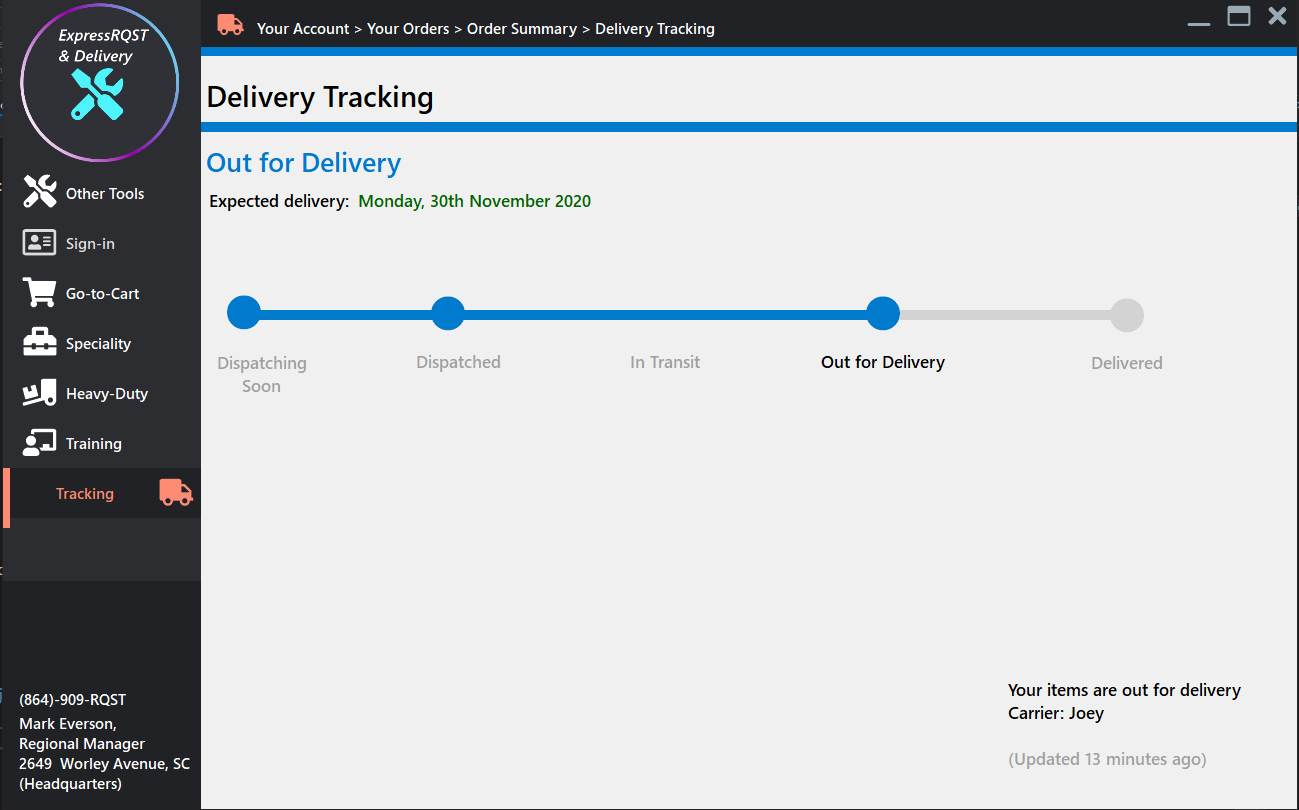 ExpressRQST
& Delivery
Other Tools
Sign-in
Go-to-Cart
Speciality
Heavy-Duty
Training
Tracking
(864)-909-RQST
Mark Everson,
Regional Manager
2649 Worley Avenue, SC
(Headquarters)
Your Account > Your Orders > Order Summary > Delivery Tracking
Delivery Tracking
Out for Delivery
Expected delivery: Monday, 30th November 2020
Dispatching
Soon
Dispatched
In Transit
Out for Delivery
Delivered
Your items are out for delivery
Carrier: Joey
(Updated 13 minutes ago)